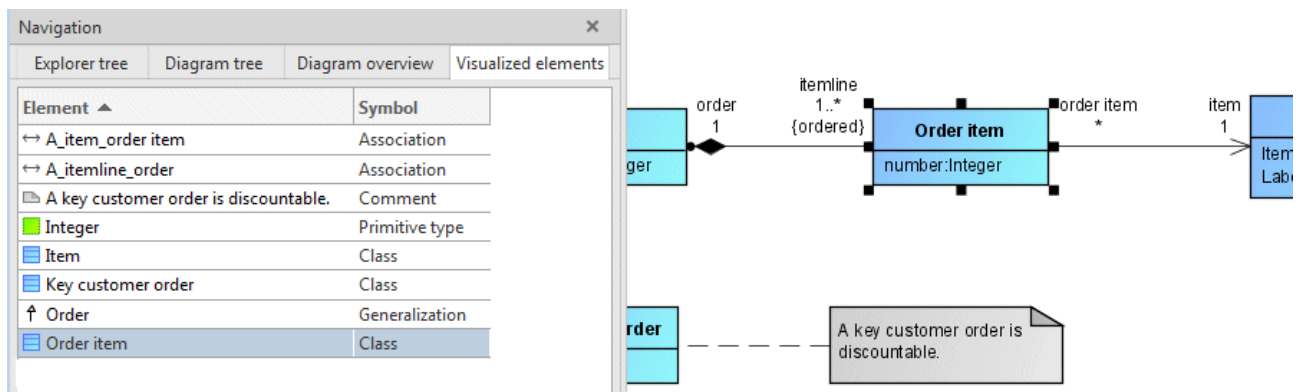 Navigation
Explorer tree Diagram tree Diagram overview Visualized elements
Element Symbol
A_item_order item Association
A_itemline_order Association
A key customer order is discountable. Comment
Integer Primitive type
Item Class
Key customer order Class
Order Generalization
Order item Class
order
1
itemline
1..*
{ordered}
Order item
number:Integer
order item
*
item
1
ger
Item
Labe
rder
A key customer order is
discountable.